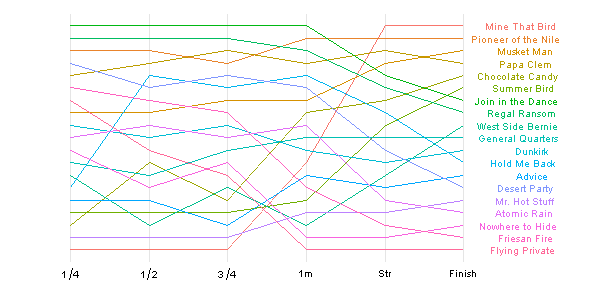 Mine That Bird
Pioneer of the Nile
Musket Man
Papa Clem
Chocolate Candy
Summer Bird
Join in the Dance
Regal Ransom
West Side Bernie
General Quarters
Dunkirk
Hold Me Back
Advice
Desert Party
Mr. Hot Stuff
Atomic Rain
Nowhere to Hide
Friesan Fire
Flying Private
1/4 1/2 3/4 1m Str Finish